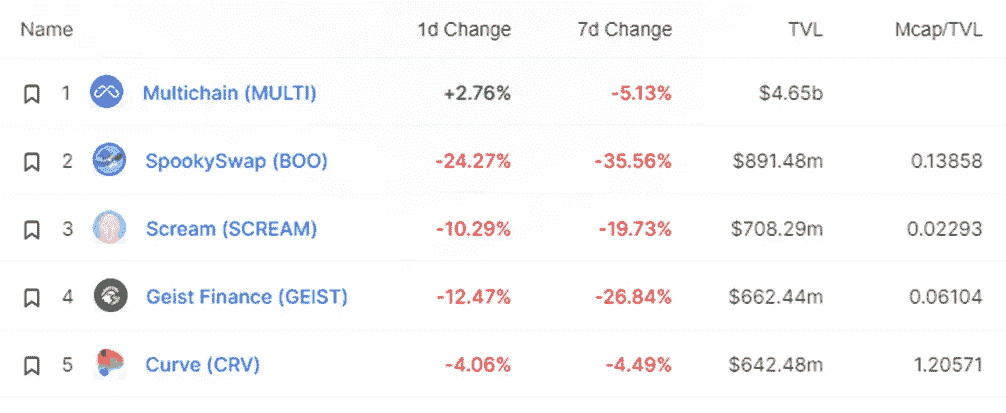 Name 1d Change 7d Change TVL Mcap/TVL
1 Multichain (MULTI) +2.76% -5.13% $4.65b
2 SpookySwap (BOO) -24.27% -35.56% $891.48m 0.13858
3 Scream (SCREAM) -10.29% -19.73% $708.29m 0.02293
4 Geist Finance (GEIST) -12.47% -26.84% $662.44m 0.06104
5 Curve (CRV) -4.06% -4.49% $642.48m 1.20571